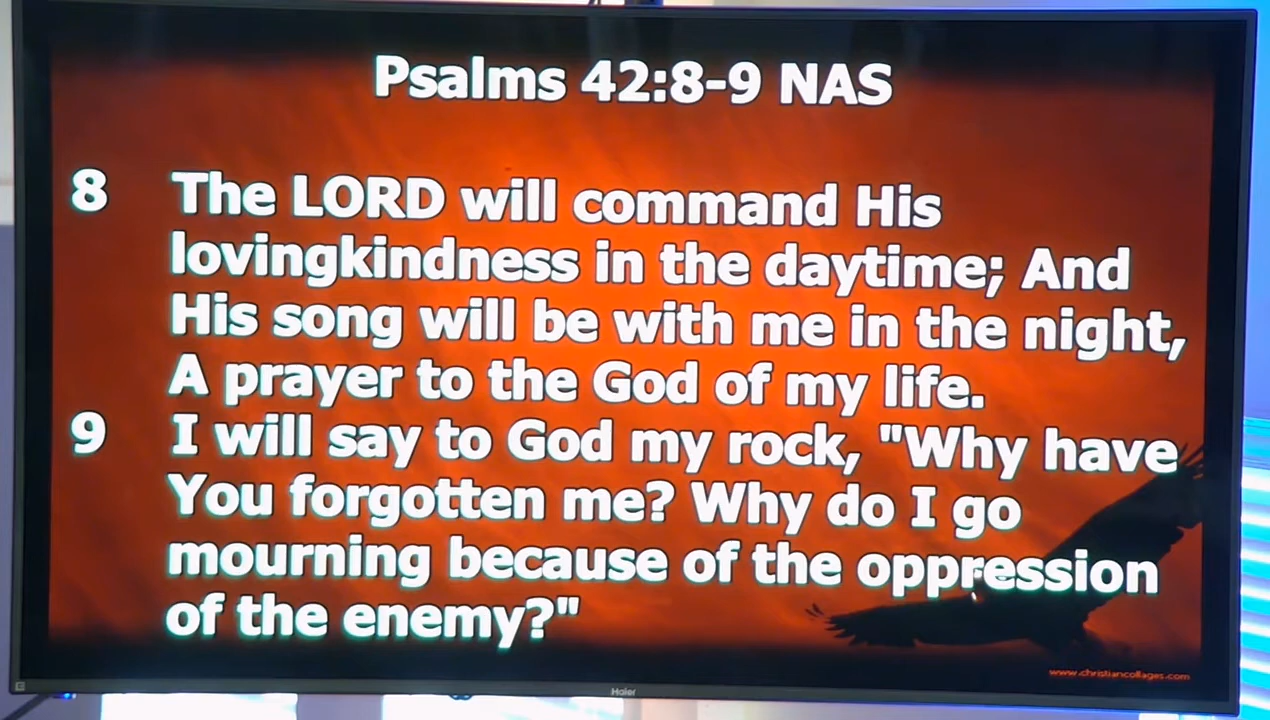 Psalms 42:8-9 NAS
8 The LORD will command His
lovingkindness in the daytime; And
His song will be with me in the night,
A prayer to the God of my life.
9 I will say to God my rock, "Why have
You forgotten me? Why do I go
mourning because of the oppression
of the enemy?"
www.christiancollages.com
Haier